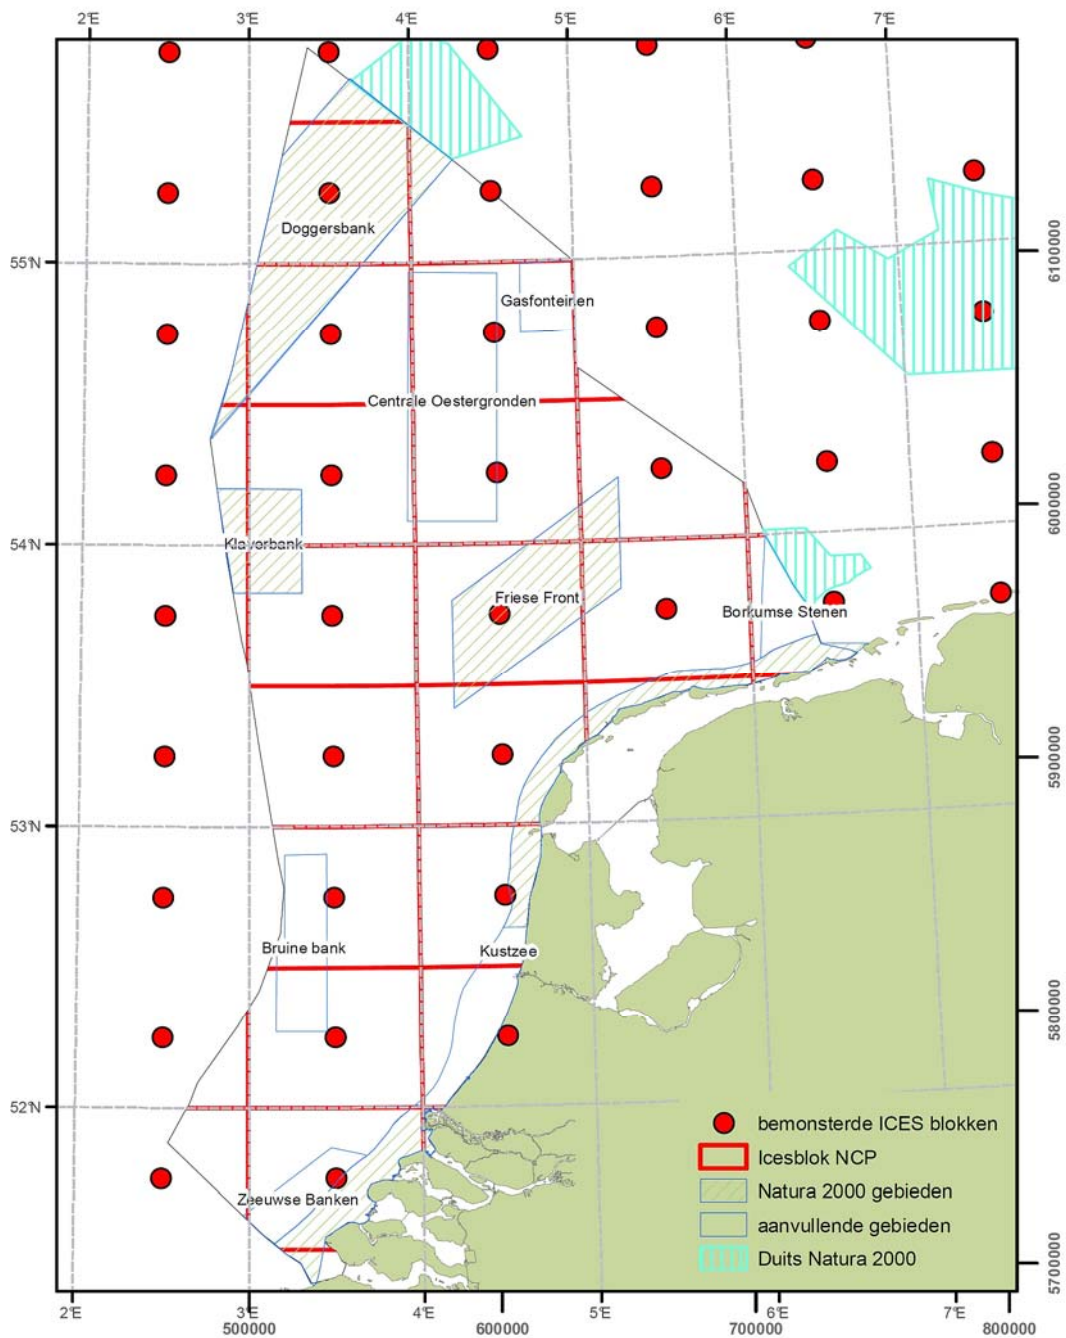 2°E 3°E 4°E 5°E 7°E
Doggersbank
55°N
6100000
Gasfonteinen
Centrale Oestergronden
6000000
54°N
Klaverbank
Friese Front
Borkumse Stenen
5900000
53°N
Bruine bank
Kustzee
5800000
52°N
Zeeuwse Banken
bemonsterde ICES blokken
Icesblok NCP
Natura 2000 gebieden
aanvullende gebieden
Duits Natura 2000
5700000
2°E 3°E 4°E 5°E 6°E 7°E
500000 600000 700000 800000